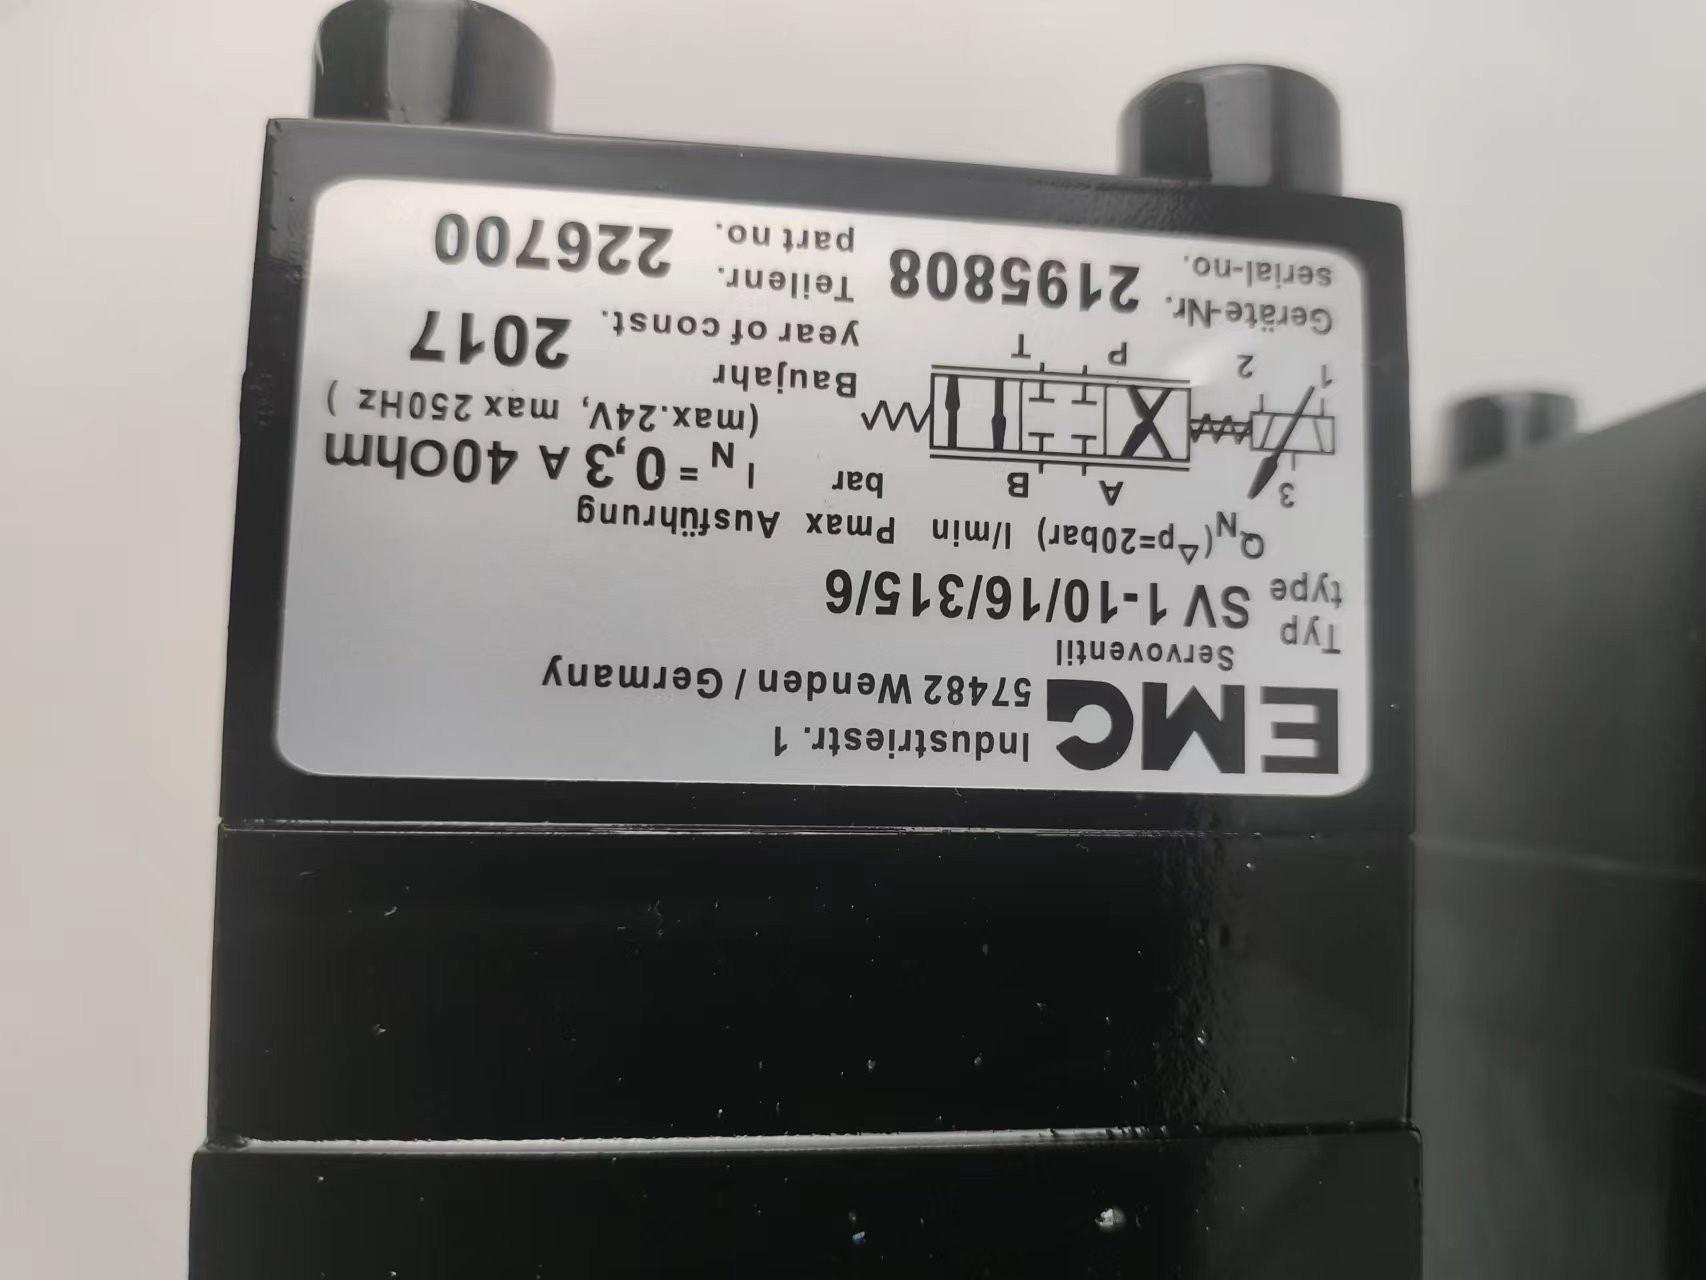 EMG
Industriestr. 1
57482 Wenden / Germany
Servoventil
Typ
type
SV 1-10/16/315/6
QN(Δp=20bar) l/min Pmax Ausführung
bar
IN = 0,3 A 40Ohm
(max.24V, max 250Hz )
3
A
B
1
2
P
T
Baujahr
year of const.
2017
Geräte-Nr.
serial-no.
2195808
Teilenr.
part no.
226700